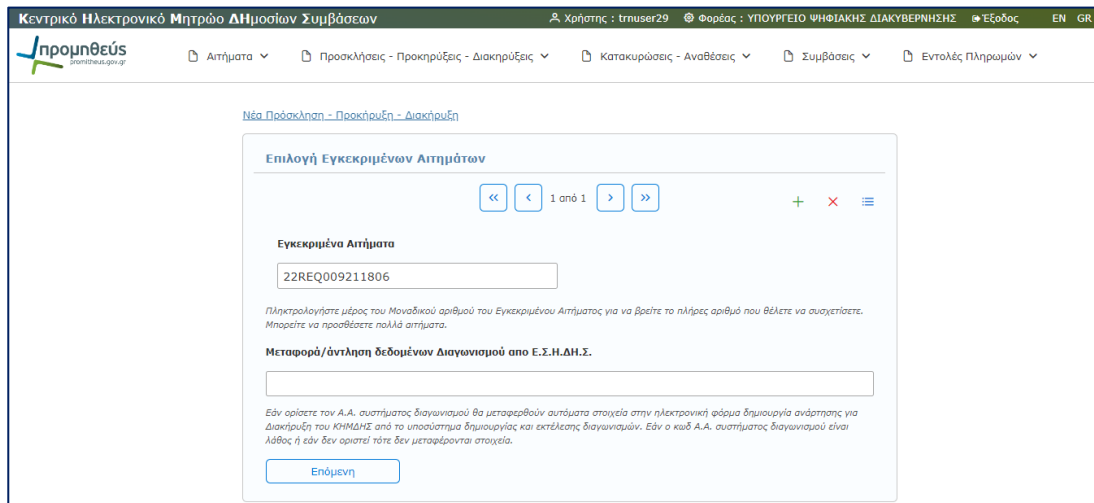 Κεντρικό Ηλεκτρονικό Μητρώο ΔΗμοσίων Συμβάσεων Χρήστης : trnuser29 Φορέας : ΥΠΟΥΡΓΕΙΟ ΨΗΦΙΑΚΗΣ ΔΙΑΚΥΒΕΡΝΗΣΗΣ Έξοδος EN GR
προμηθεύς
promitheus.gov.gr
Αιτήματα Προσκλήσεις - Προκηρύξεις - Διακηρύξεις Κατακυρώσεις - Αναθέσεις Συμβάσεις Εντολές Πληρωμών
Νέα Πρόσκληση - Προκήρυξη - Διακήρυξη
Επιλογή Εγκεκριμένων Αιτημάτων
« ‹ 1 από 1 › »
Εγκεκριμένα Αιτήματα
22REQ009211806
Πληκτρολογήστε μέρος του Μοναδικού αριθμού του Εγκεκριμένου Αιτήματος για να βρείτε το πλήρες αριθμό που θέλετε να συσχετίσετε.
Μπορείτε να προσθέσετε πολλά αιτήματα.
Μεταφορά/άντληση δεδομένων Διαγωνισμού απο Ε.Σ.Η.ΔΗ.Σ.
Εάν ορίσετε τον Α.Α. συστήματος διαγωνισμού θα μεταφερθούν αυτόματα στοιχεία στην ηλεκτρονική φόρμα δημιουργία ανάρτησης για
Διακήρυξη του ΚΗΜΔΗΣ από το υποσύστημα δημιουργίας και εκτέλεσης διαγωνισμών. Εάν ο κωδ Α.Α. συστήματος διαγωνισμού είναι
λάθος ή εάν δεν οριστεί τότε δεν μεταφέρονται στοιχεία.
Επόμενη